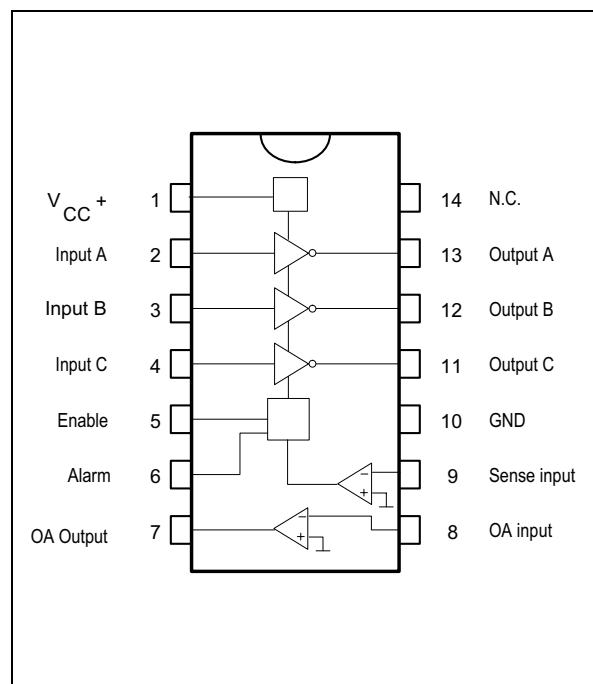 VCC + 1 14 N.C.
Input A 2 13 Output A
Input B 3 12 Output B
Input C 4 11 Output C
Enable 5 10 GND
Alarm 6 9 Sense input
OA Output 7 8 OA input